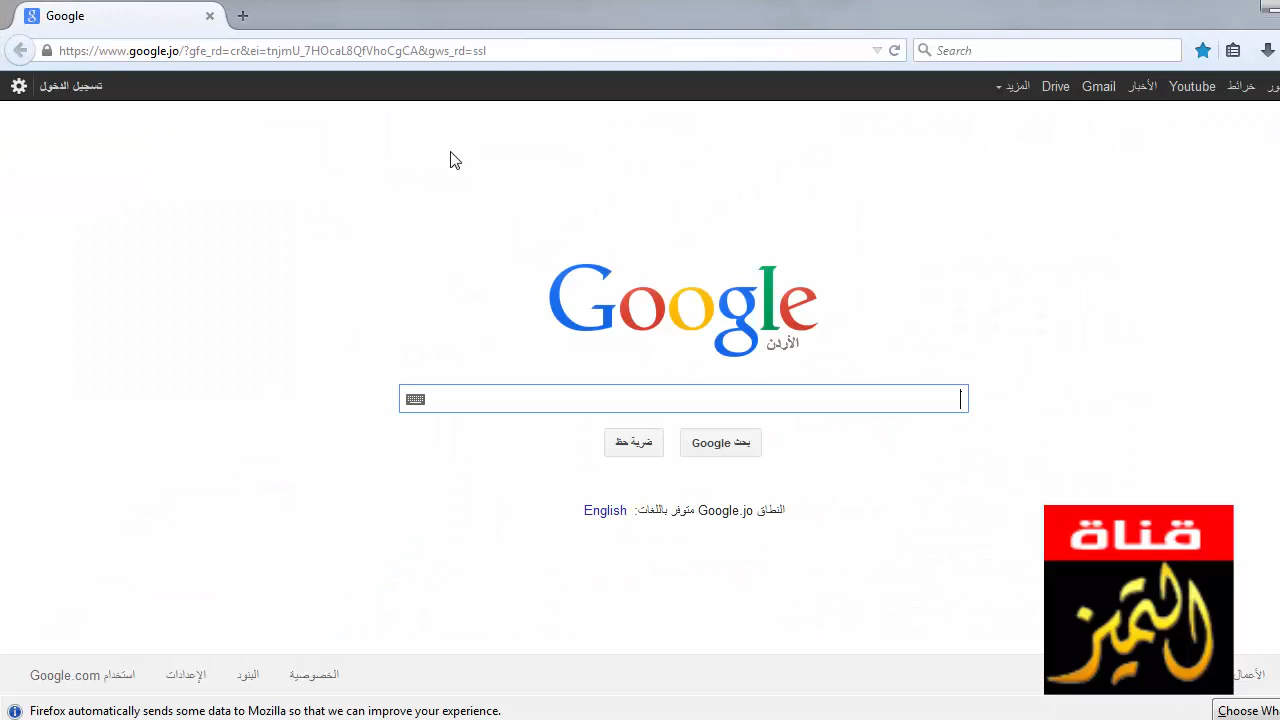 Google
https://www.google.jo/?gfe_rd=cr&ei=tnjmU_7HOcaL8QfVhoCgCA&gws_rd=ssl
Search
تسجيل الدخول
خرائط Youtube الأخبار Gmail Drive المزيد
Google
الأردن
بحث Google
ضربة حظ
النطاق Google.jo متوفر باللغات: English
قناة
التميز
الأعمال
الخصوصية
البنود
الإعدادات
استخدام Google.com
Firefox automatically sends some data to Mozilla so that we can improve your experience.
Choose Wh